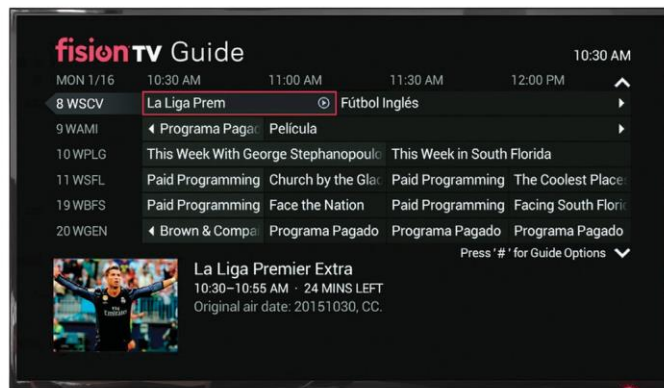 fision TV Guide
10:30 AM
MON 1/16 10:30 AM 11:00 AM 11:30 AM 12:00 PM
8 WSCV La Liga Prem Fútbol Inglés
9 WAMI Programa Pagad Película
10 WPLG This Week With George Stephanopoulo This Week in South Florida
11 WSFL Paid Programming Church by the Glad Paid Programming The Coolest Places
19 WBFS Paid Programming Face the Nation Paid Programming Facing South Floric
20 WGEN Brown & Compa Programa Pagado Programa Pagado Programa Pagado
Press '#' for Guide Options
La Liga Premier Extra
10:30–10:55 AM · 24 MINS LEFT
Original air date: 20151030, CC.